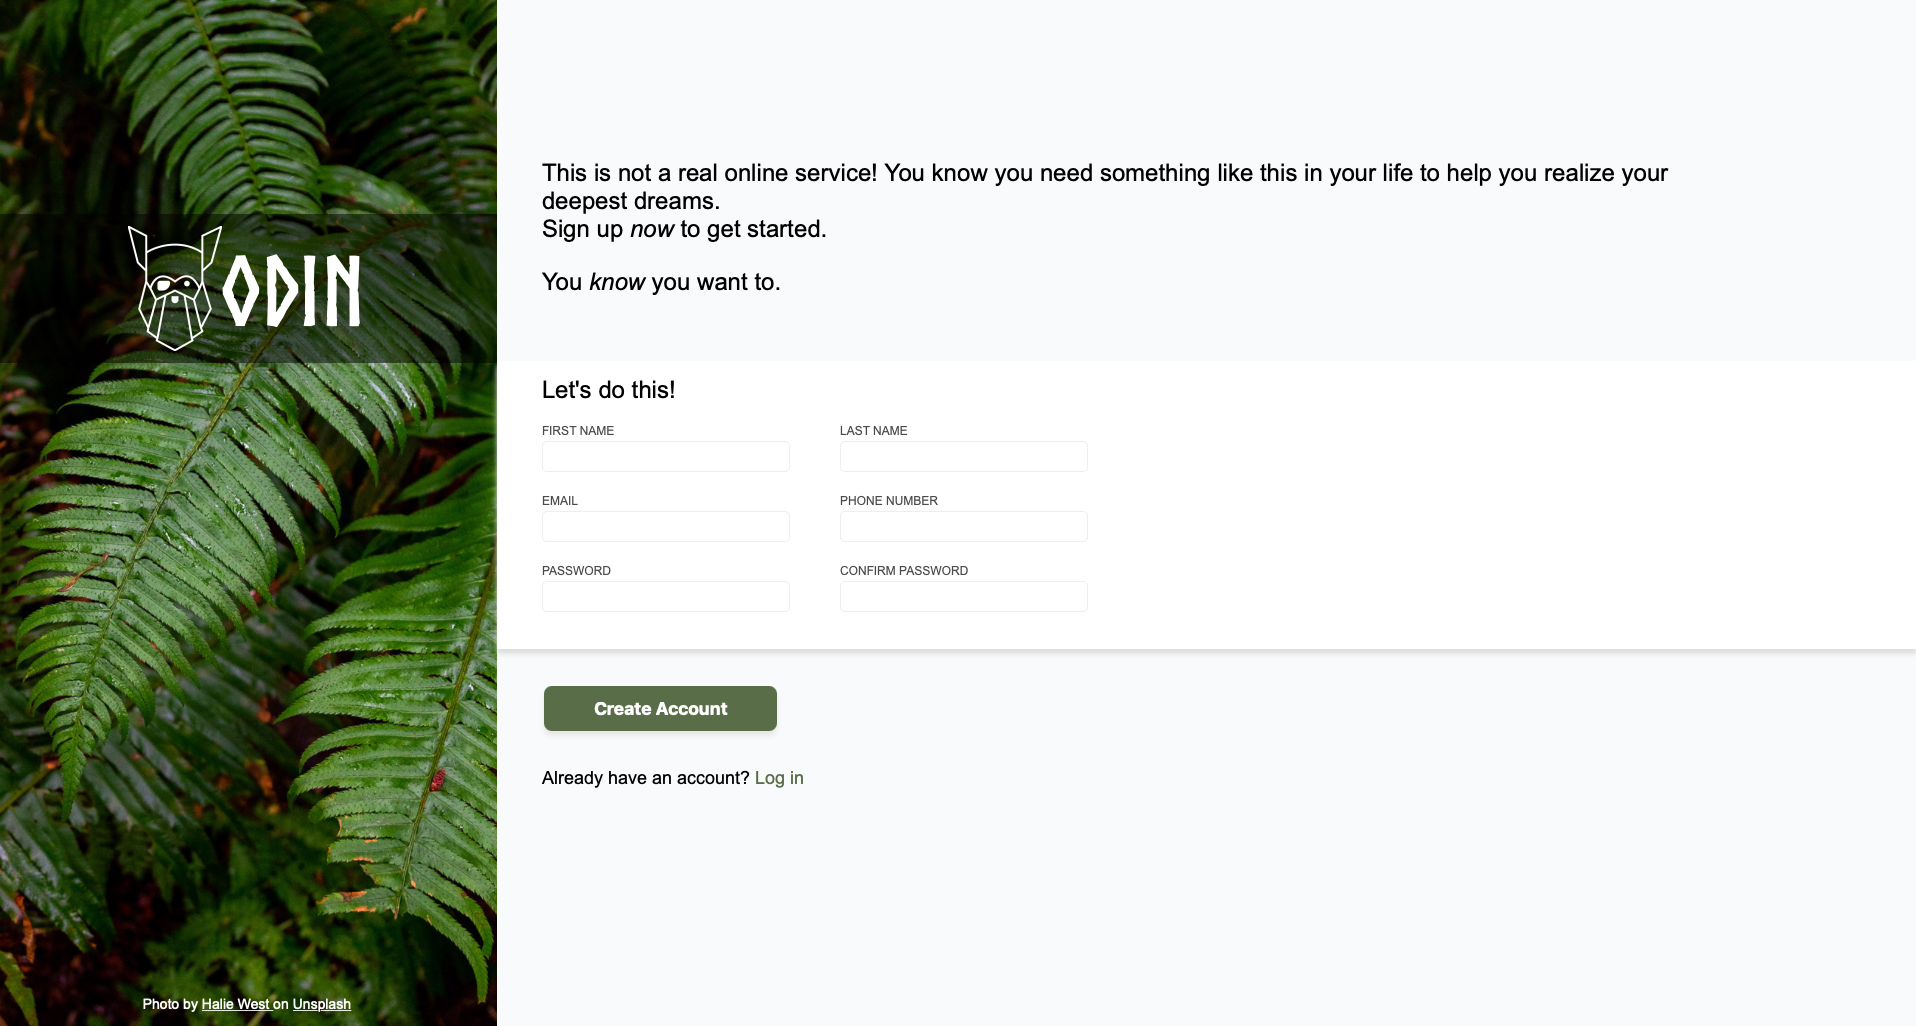 ODIN
Photo by Halie West on Unsplash
This is not a real online service! You know you need something like this in your life to help you realize your
deepest dreams.
Sign up now to get started.
You know you want to.
Let's do this!
FIRST NAME
LAST NAME
EMAIL
PHONE NUMBER
PASSWORD
CONFIRM PASSWORD
Create Account
Already have an account? Log in